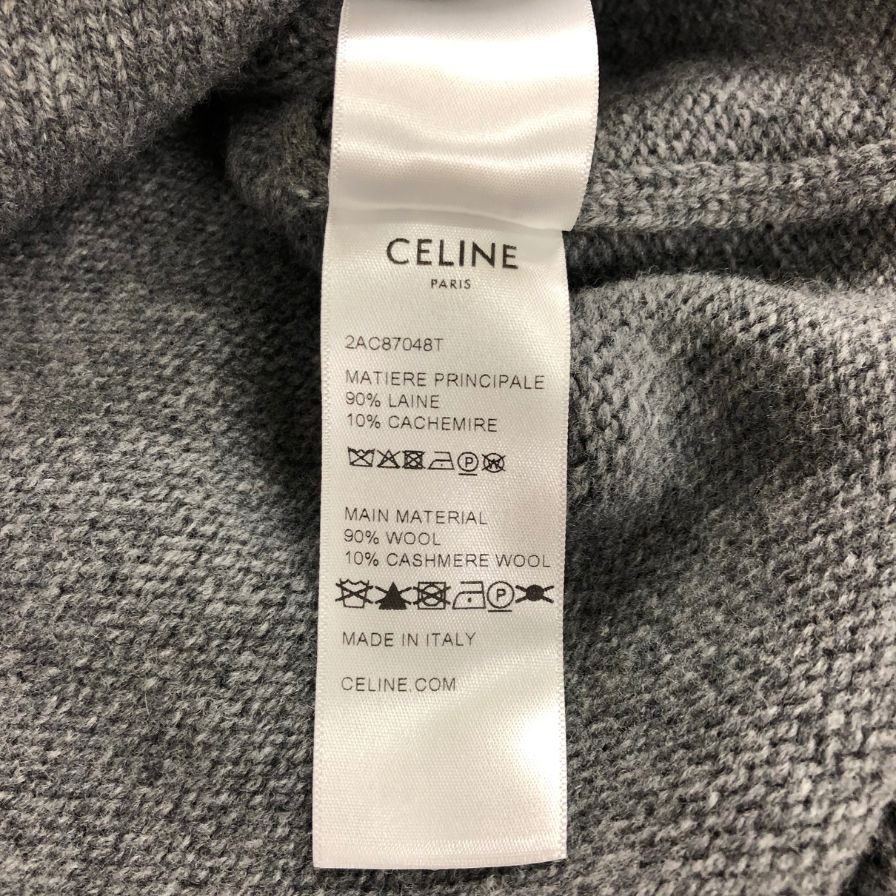 CELINE
PARIS
2AC87048T
MATIERE PRINCIPALE
90% LAINE
10% CACHEMIRE
MAIN MATERIAL
90% WOOL
10% CASHMERE WOOL
MADE IN ITALY
CELINE.COM